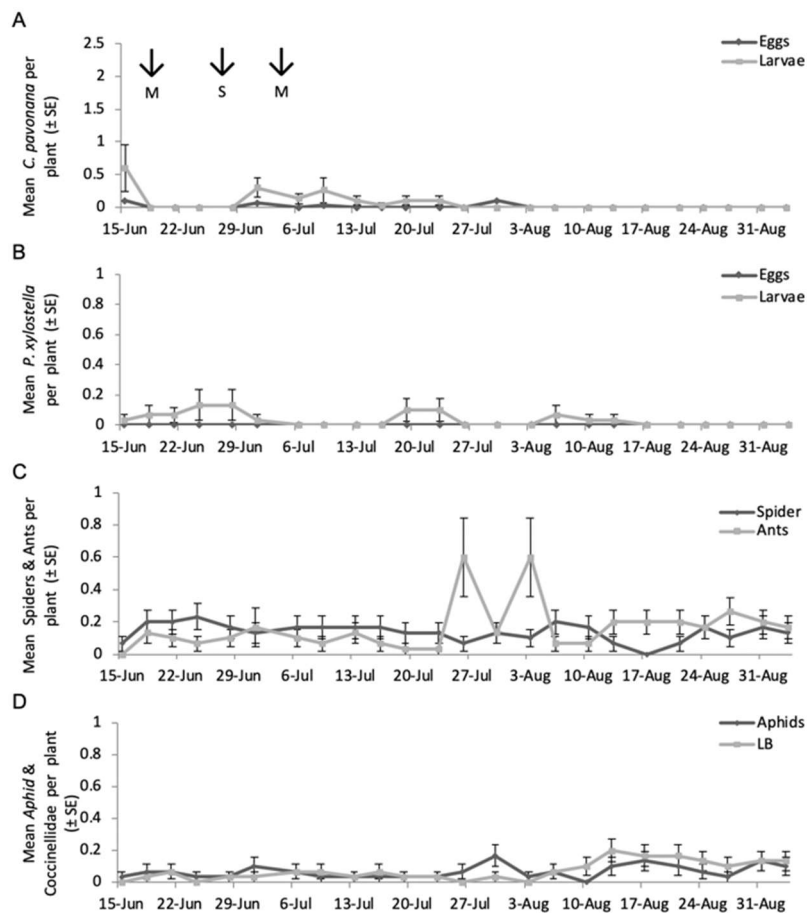 A
Mean C. pavonana per
plant (± SE)
2.5
2
1.5
1
0.5
0
M
S
M
Eggs
Larvae
15-Jun 22-Jun 29-Jun 6-Jul 13-Jul 20-Jul 27-Jul 3-Aug 10-Aug 17-Aug 24-Aug 31-Aug
B
Mean P. xylostella
per plant (± SE)
1
0.8
0.6
0.4
0.2
0
Eggs
Larvae
15-Jun 22-Jun 29-Jun 6-Jul 13-Jul 20-Jul 27-Jul 3-Aug 10-Aug 17-Aug 24-Aug 31-Aug
C
Mean Spiders & Ants per
plant (± SE)
1
0.8
0.6
0.4
0.2
0
Spider
Ants
15-Jun 22-Jun 29-Jun 6-Jul 13-Jul 20-Jul 27-Jul 3-Aug 10-Aug 17-Aug 24-Aug 31-Aug
D
Mean Aphid &
Coccinellidae per plant
(± SE)
1
0.8
0.6
0.4
0.2
0
Aphids
LB
15-Jun 22-Jun 29-Jun 6-Jul 13-Jul 20-Jul 27-Jul 3-Aug 10-Aug 17-Aug 24-Aug 31-Aug